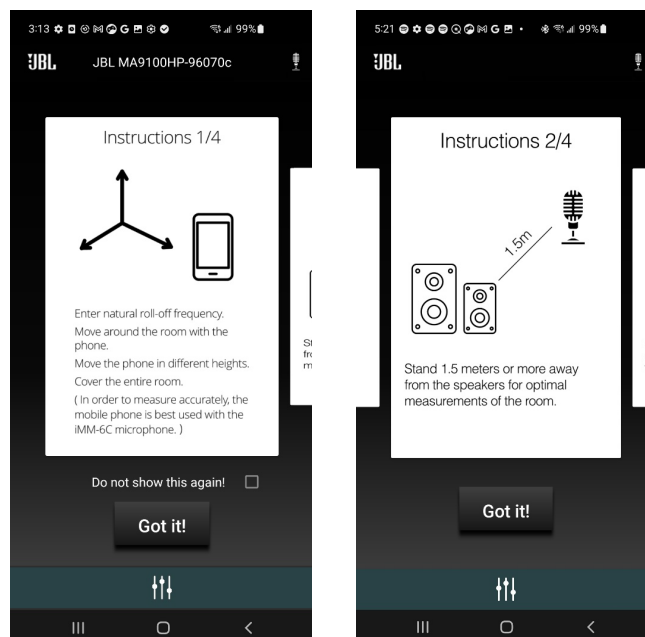 3:13 G 99%
JBL JBL MA9100HP-96070c
Instructions 1/4
Enter natural roll-off frequency.
Move around the room with the
phone.
Move the phone in different heights.
Cover the entire room.
( In order to measure accurately, the
mobile phone is best used with the
iMM-6C microphone. )
Do not show this again!
Got it!
5:21 G 99%
JBL
Instructions 2/4
1.5m
Stand 1.5 meters or more away
from the speakers for optimal
measurements of the room.
Got it!